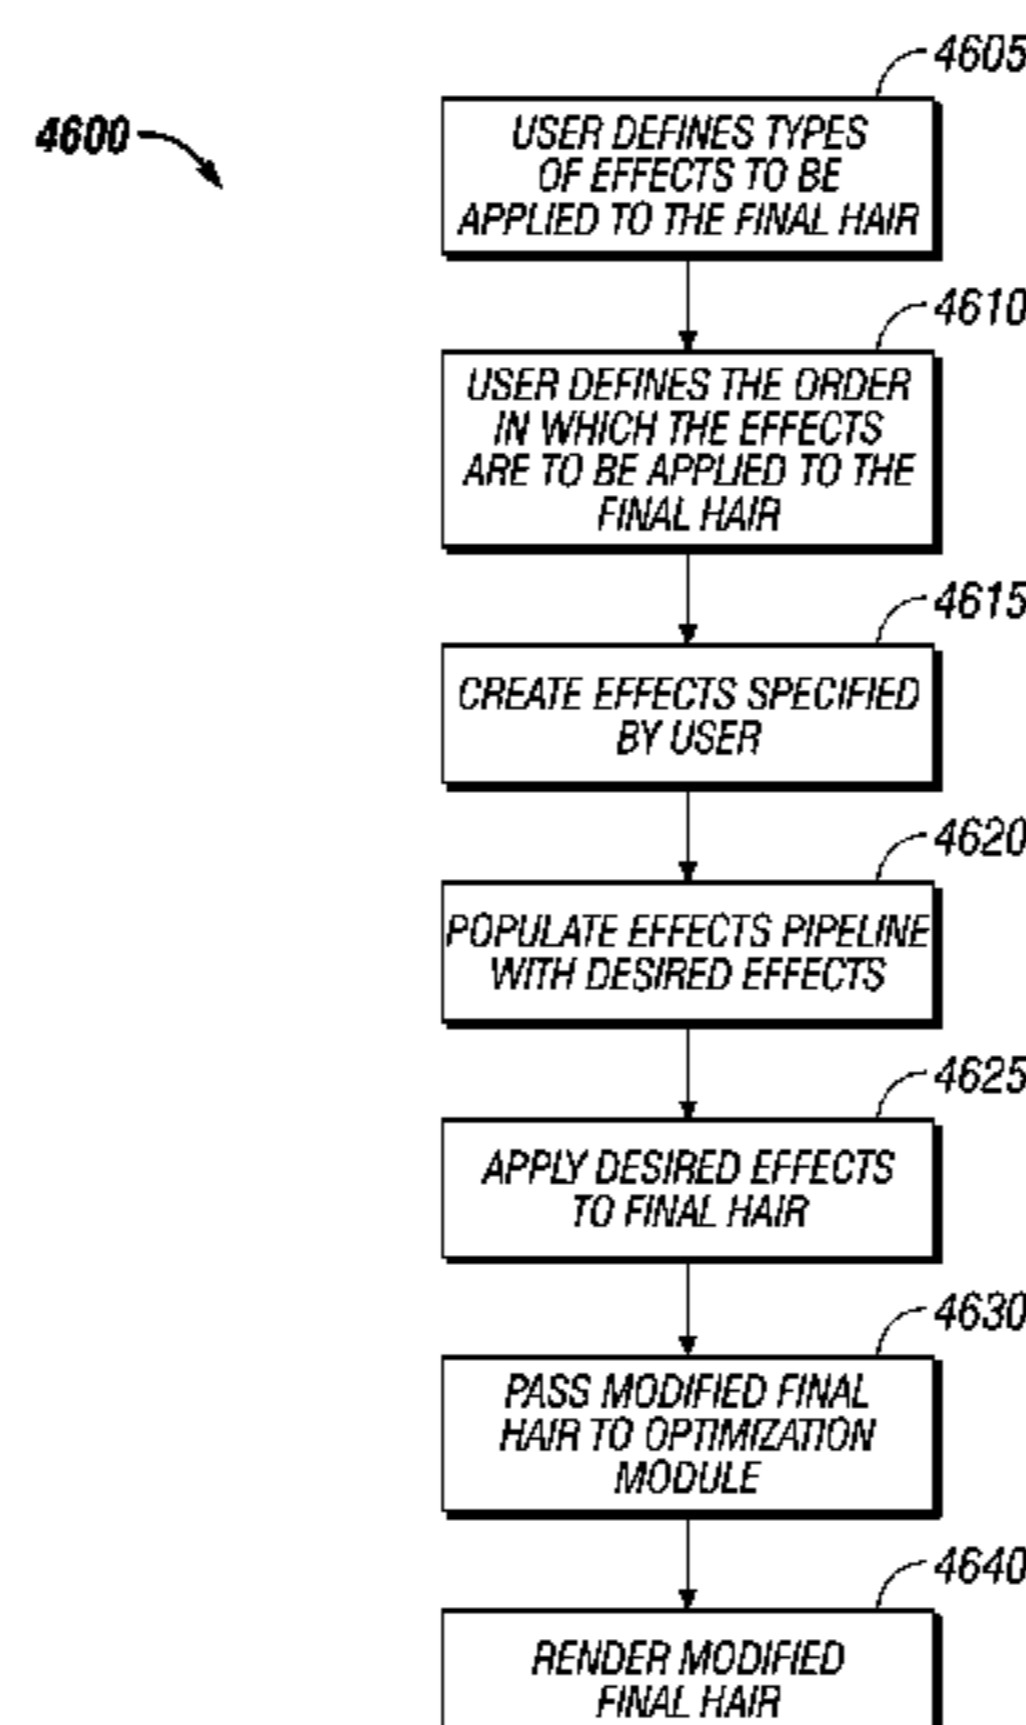 4600
4605
USER DEFINES TYPES
OF EFFECTS TO BE
APPLIED TO THE FINAL HAIR
4610
USER DEFINES THE ORDER
IN WHICH THE EFFECTS
ARE TO BE APPLIED TO THE
FINAL HAIR
4615
CREATE EFFECTS SPECIFIED
BY USER
4620
POPULATE EFFECTS PIPELINE
WITH DESIRED EFFECTS
4625
APPLY DESIRED EFFECTS
TO FINAL HAIR
4630
PASS MODIFIED FINAL
HAIR TO OPTIMIZATION
MODULE
4640
RENDER MODIFIED
FINAL HAIR